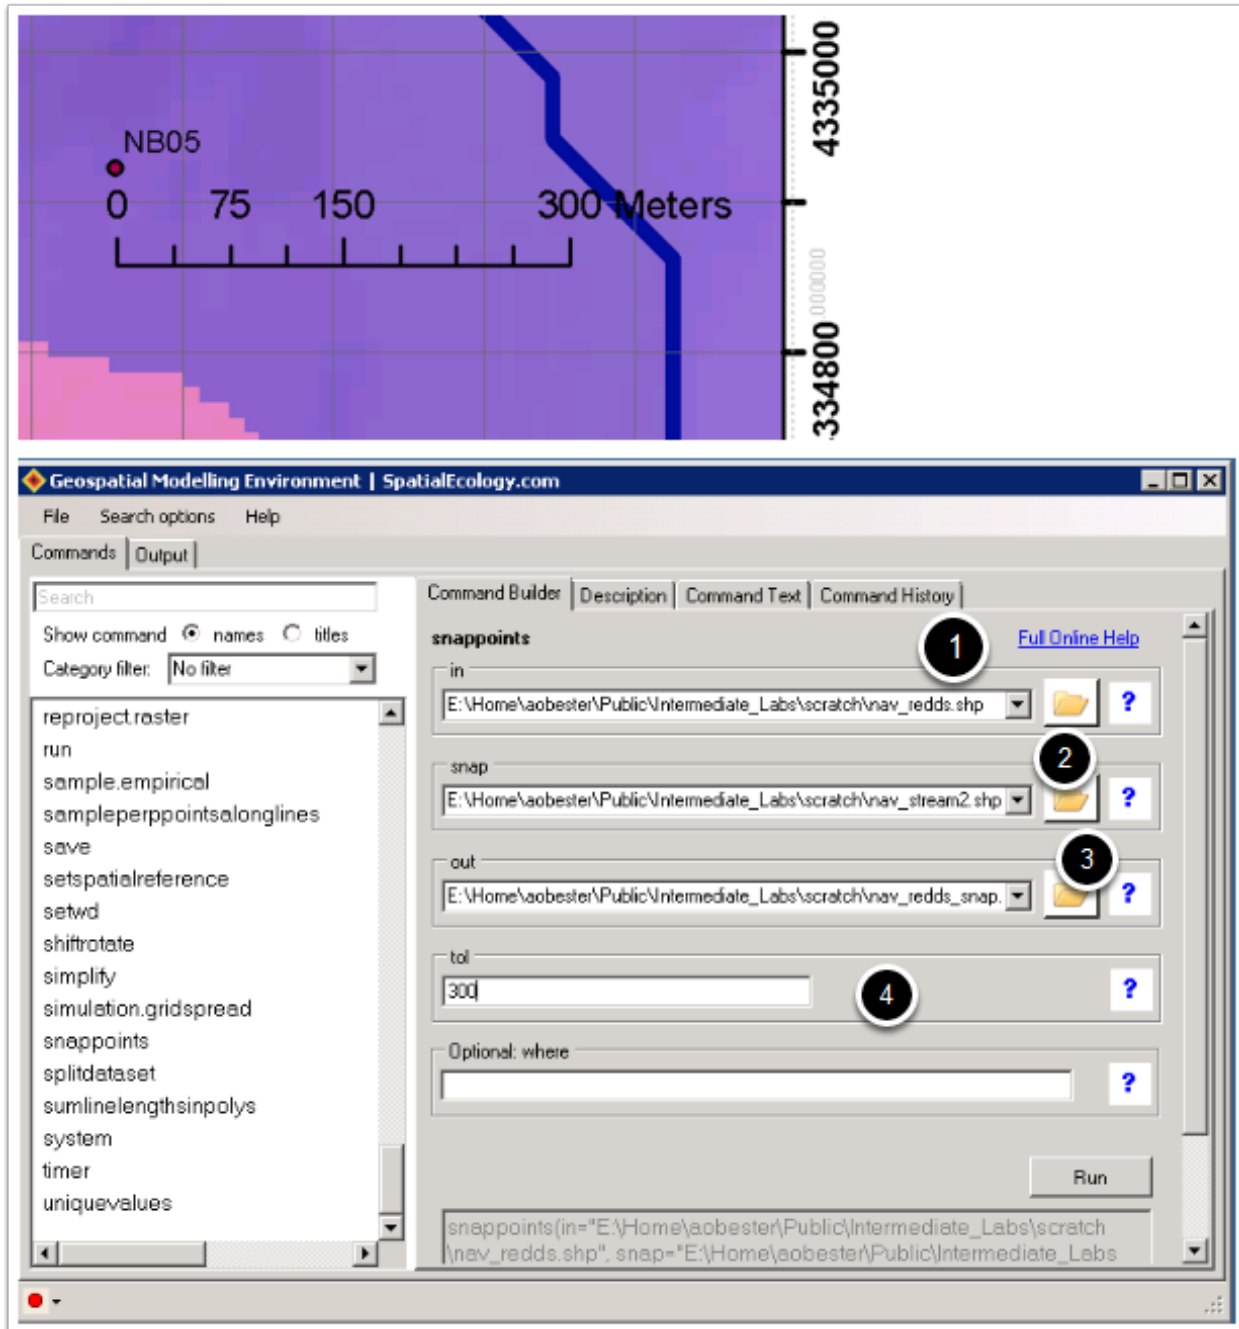 NB05
0 75 150 300 Meters
4335000
000000
334800
Geospatial Modelling Environment | SpatialEcology.com
File Search options Help
Commands Output
Search
Show command names titles
Category filter: No filter
reproject.raster
run
sample.empirical
sampleperppointsalonglines
save
setspatialreference
setwd
shiftrotate
simplify
simulation.gridspread
snappoints
splitdataset
sumlinelengthsinpolys
system
timer
uniquevalues
Command Builder Description Command Text Command History
snappoints
1
Full Online Help
in
E:\Home\aobester\Public\Intermediate_Labs\scratch\nav_redds.shp
?
2
snap
E:\Home\aobester\Public\Intermediate_Labs\scratch\nav_stream2.shp
?
3
out
E:\Home\aobester\Public\Intermediate_Labs\scratch\nav_redds_snap.
?
tol
300
4
?
Optional: where
?
Run
snappoints(in="E:\Home\aobester\Public\Intermediate_Labs\scratch
\nav_redds.shp", snap="E:\Home\aobester\Public\Intermediate_Labs